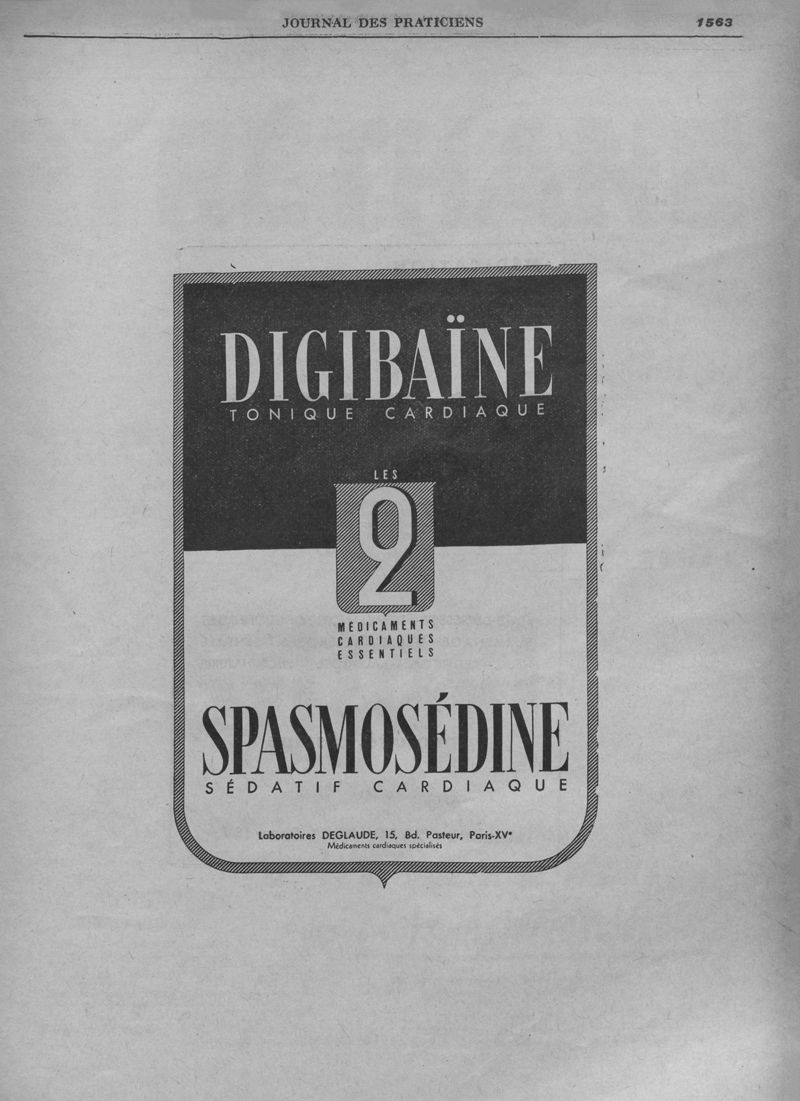 JOURNAL DES PRATICIENS 1563
DIGIBAÏNE
TONIQUE CARDIAQUE
LES
2
MÉDICAMENTS
CARDIAQUES
ESSENTIELS
SPASMOSÉDINE
SÉDATIF CARDIAQUE
Laboratoires DEGLAUDE, 15, Bd. Pasteur, Paris-XVe
Médicaments cardiaques spécialisés